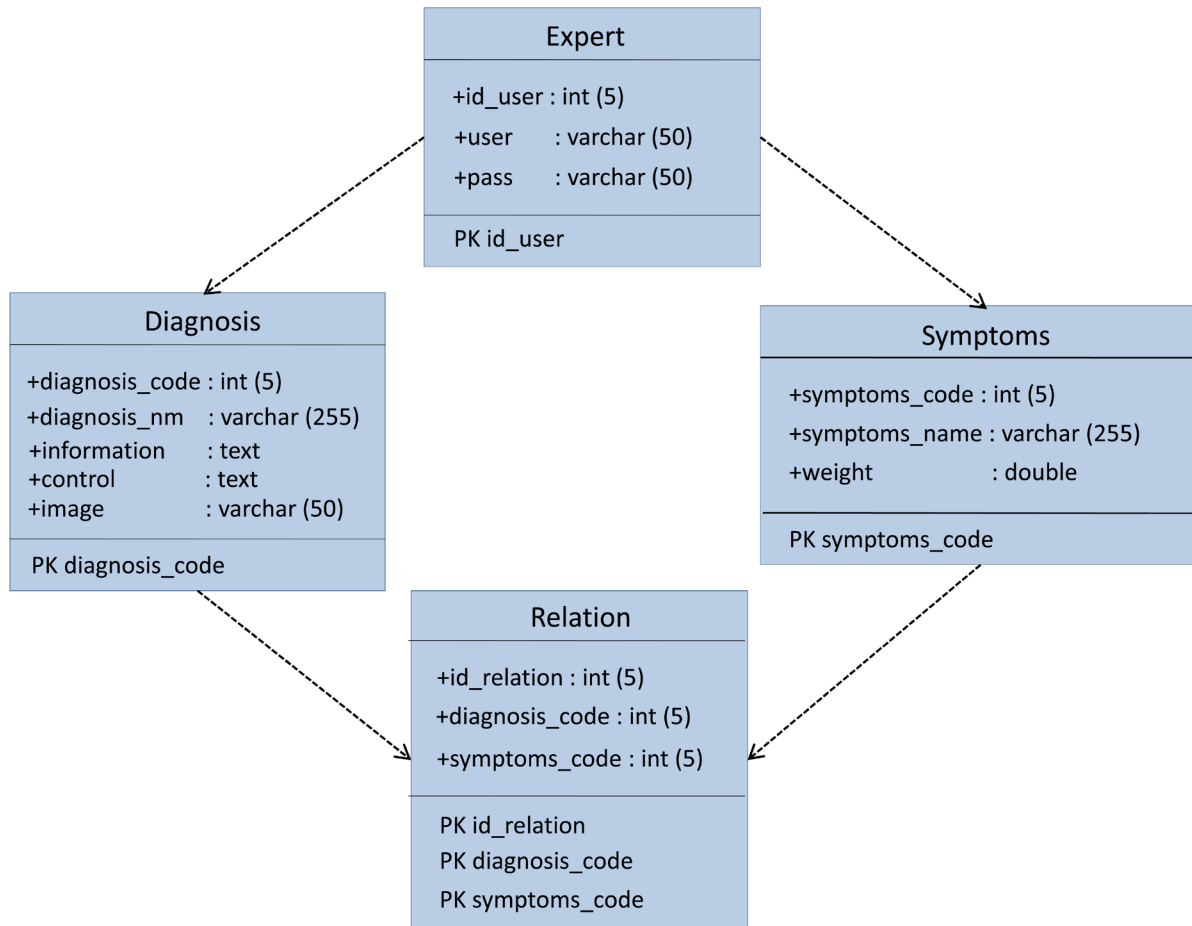 Expert
+id_user : int (5)
+user : varchar (50)
+pass : varchar (50)
PK id_user
Diagnosis
+diagnosis_code : int (5)
+diagnosis_nm : varchar (255)
+information : text
+control : text
+image : varchar (50)
PK diagnosis_code
Symptoms
+symptoms_code : int (5)
+symptoms_name : varchar (255)
+weight : double
PK symptoms_code
Relation
+id_relation : int (5)
+diagnosis_code : int (5)
+symptoms_code : int (5)
PK id_relation
PK diagnosis_code
PK symptoms_code